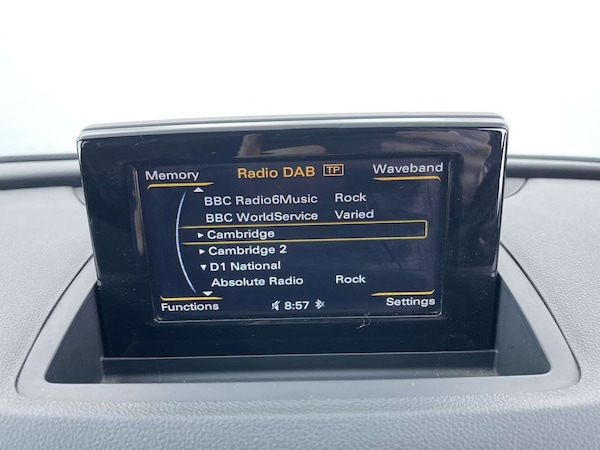 Memory Radio DAB TP Waveband
BBC Radio6Music Rock
BBC WorldService Varied
Cambridge
Cambridge 2
D1 National
Absolute Radio Rock
Functions 8:57 Settings